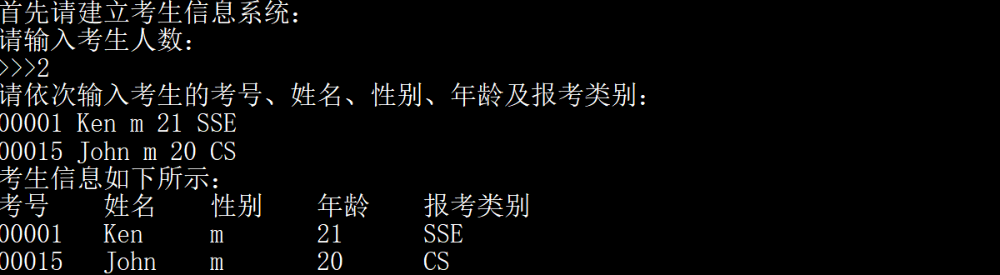 首先请建立考生信息系统：
请输入考生人数：
>>>2
请依次输入考生的考号、姓名、性别、年龄及报考类别：
00001 Ken m 21 SSE
00015 John m 20 CS
考生信息如下所示：
考号 姓名 性别 年龄 报考类别
00001 Ken m 21 SSE
00015 John m 20 CS